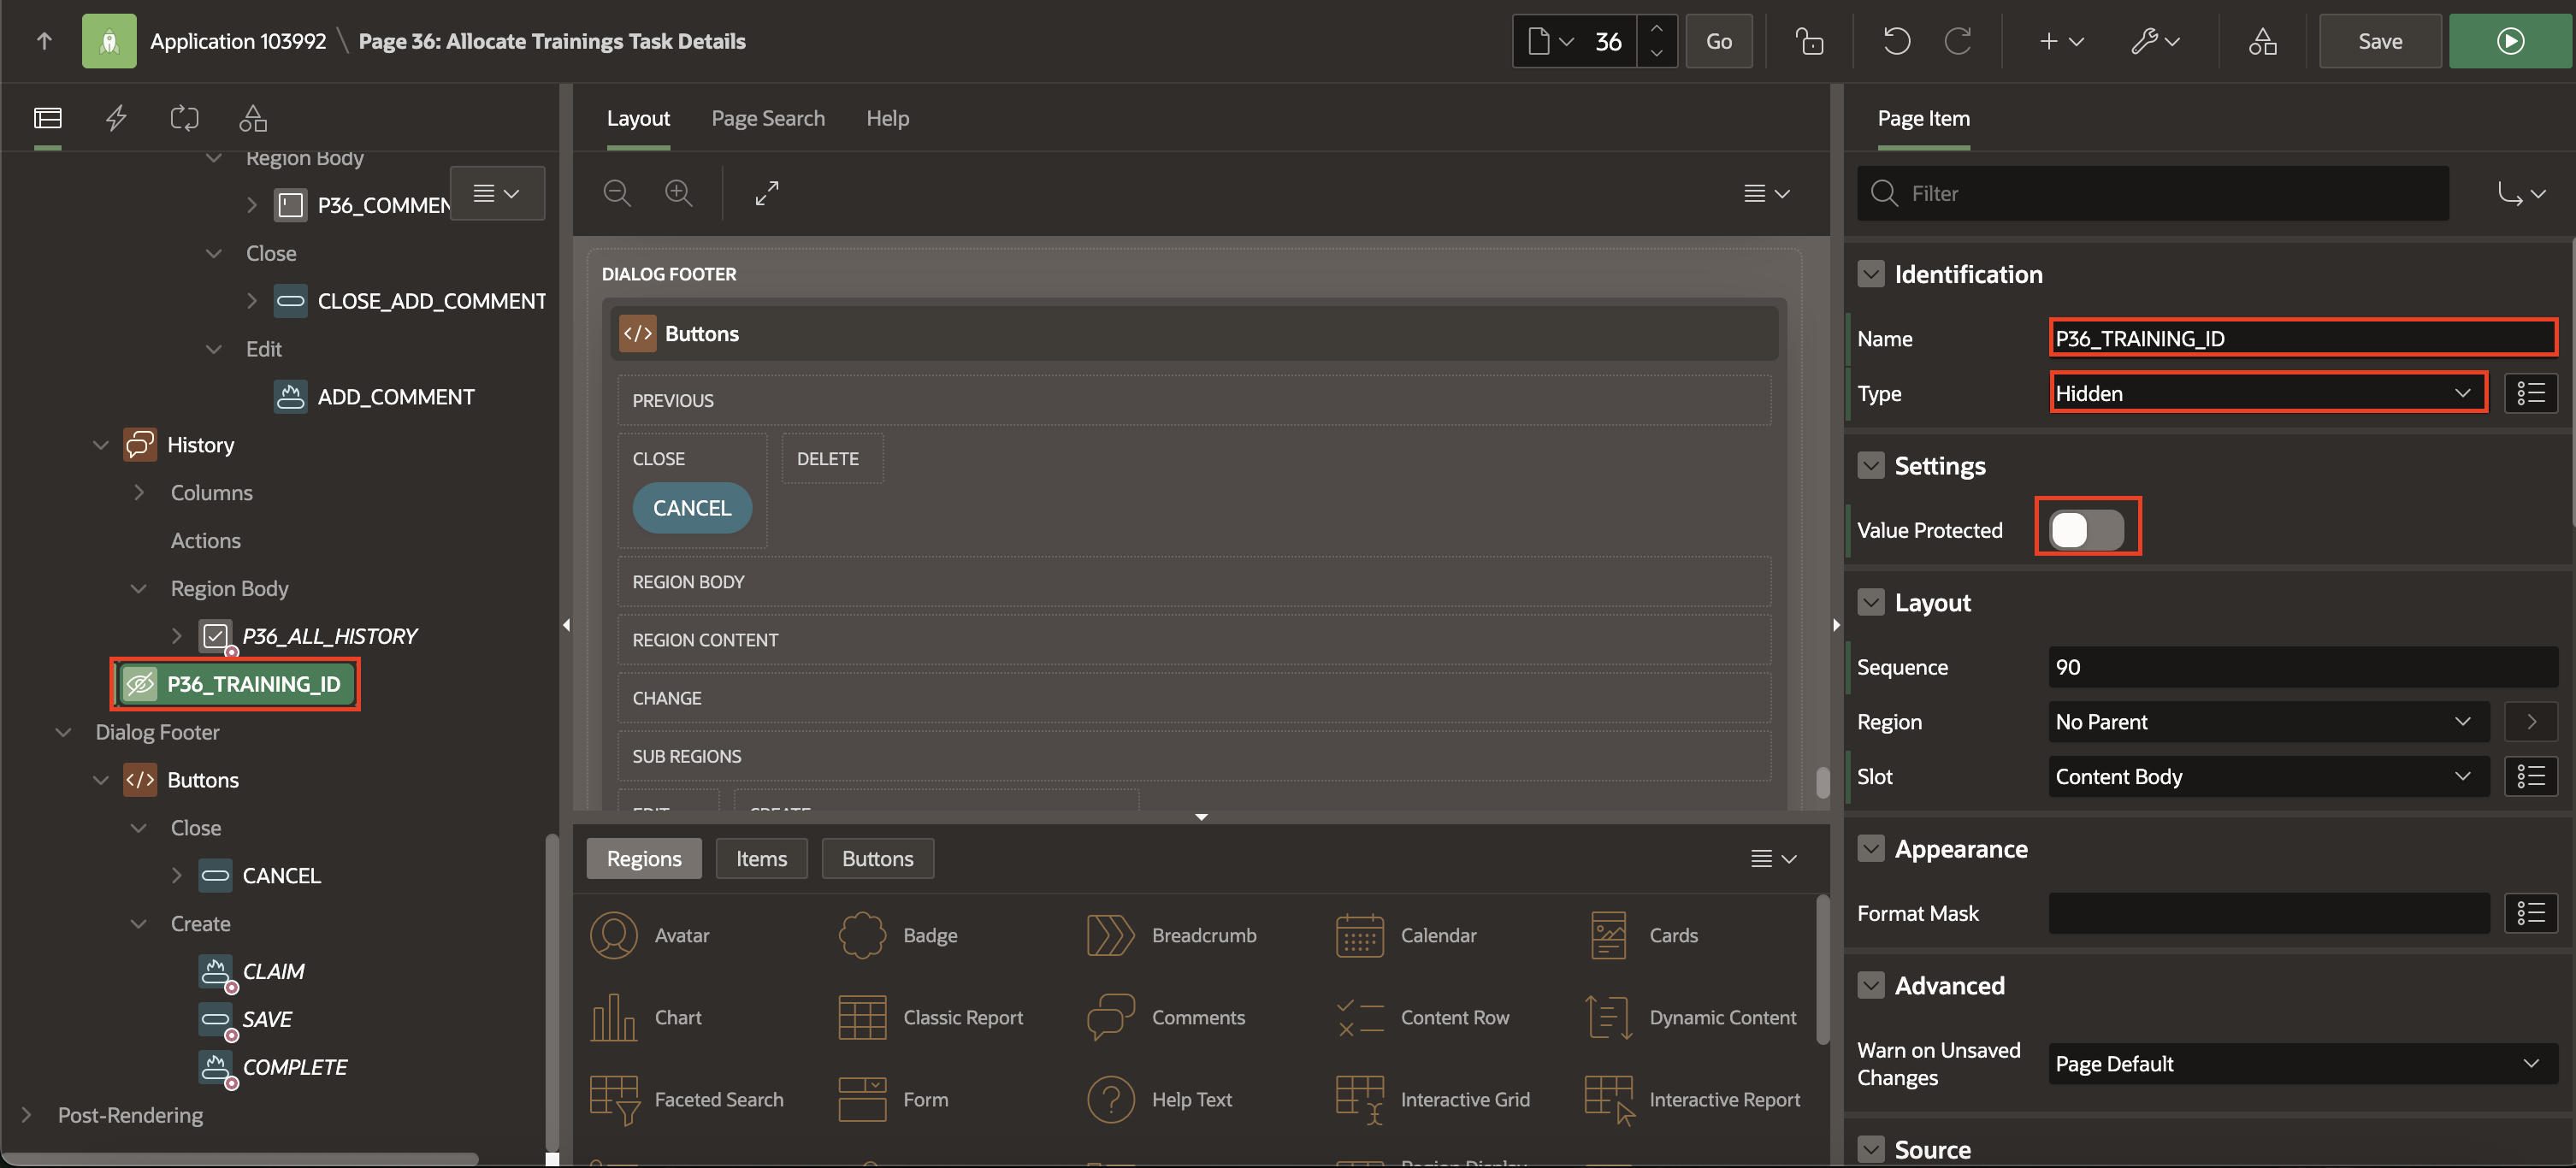 Application 103992 \ Page 36: Allocate Trainings Task Details
36
Go
Save
Region Body
P36_COMMEN
Close
CLOSE_ADD_COMMENT
Edit
ADD_COMMENT
History
Columns
Actions
Region Body
P36_ALL_HISTORY
P36_TRAINING_ID
Dialog Footer
Buttons
Close
CANCEL
Create
CLAIM
SAVE
COMPLETE
Post-Rendering
Layout
Page Search
Help
DIALOG FOOTER
Buttons
PREVIOUS
CLOSE
DELETE
CANCEL
REGION BODY
REGION CONTENT
CHANGE
SUB REGIONS
EDIT
CREATE
Regions
Items
Buttons
Avatar
Badge
Breadcrumb
Calendar
Cards
Chart
Classic Report
Comments
Content Row
Dynamic Content
Faceted Search
Form
Help Text
Interactive Grid
Interactive Report
Region Display
Page Item
Filter
Identification
Name
P36_TRAINING_ID
Type
Hidden
Settings
Value Protected
Layout
Sequence
90
Region
No Parent
Slot
Content Body
Appearance
Format Mask
Advanced
Warn on Unsaved
Changes
Page Default
Source